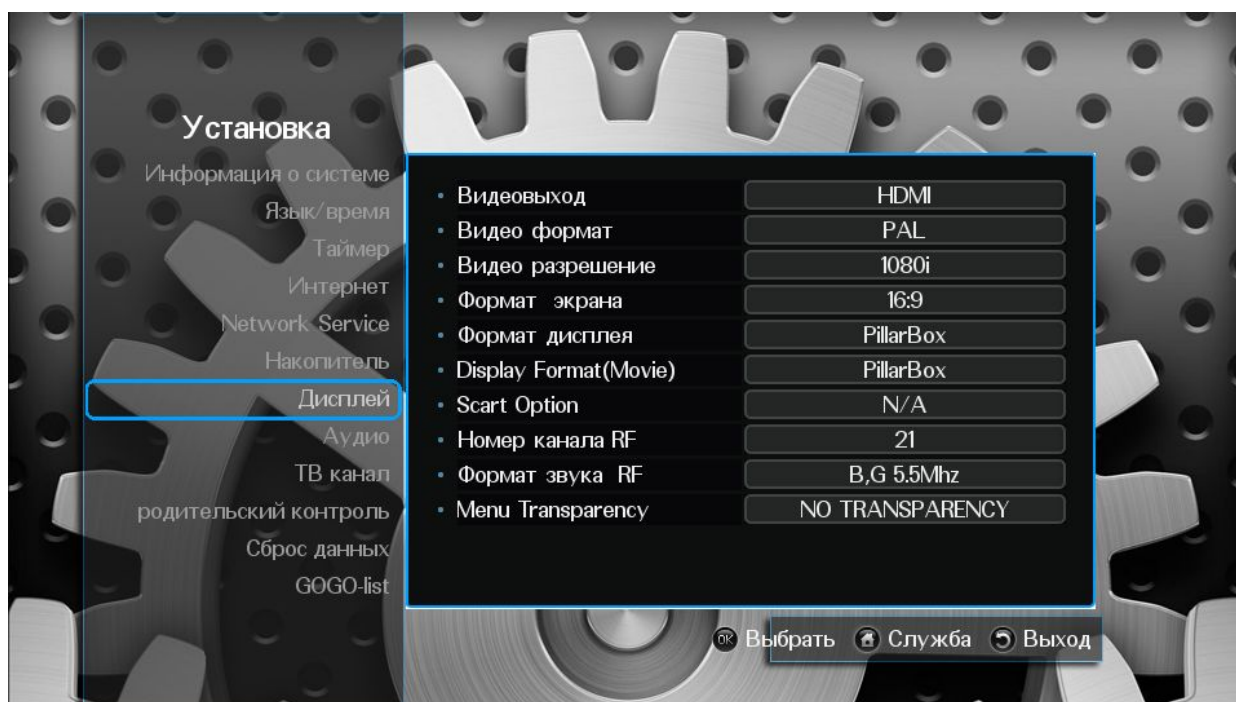 Установка
Информация о системе
Язык/время
Таймер
Интернет
Network Service
Накопитель
Дисплей
Аудио
ТВ канал
родительский контроль
Сброс данных
GOGO-list
Видеовыход HDMI
Видео формат PAL
Видео разрешение 1080i
Формат экрана 16:9
Формат дисплея PillarBox
Display Format(Movie) PillarBox
Scart Option N/A
Номер канала RF 21
Формат звука RF B,G 5.5Mhz
Menu Transparency NO TRANSPARENCY
OK Выбрать Служба Выход